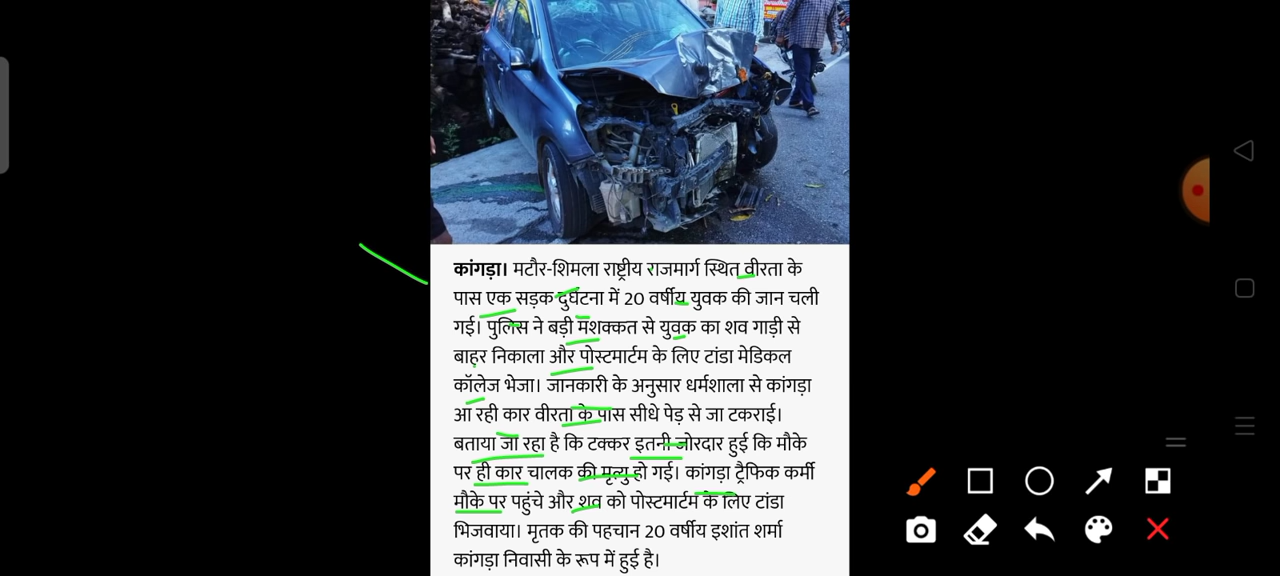 कांगड़ा। मटौर-शिमला राष्ट्रीय राजमार्ग स्थित वीरता के
पास एक सड़क दुर्घटना में 20 वर्षीय युवक की जान चली
गई। पुलिस ने बड़ी मशक्कत से युवक का शव गाड़ी से
बाहर निकाला और पोस्टमार्टम के लिए टांडा मेडिकल
कॉलेज भेजा। जानकारी के अनुसार धर्मशाला से कांगड़ा
आ रही कार वीरता के पास सीधे पेड़ से जा टकराई।
बताया जा रहा है कि टक्कर इतनी जोरदार हुई कि मौके
पर ही कार चालक की मृत्यु हो गई। कांगड़ा ट्रैफिक कर्मी
मौके पर पहुंचे और शव को पोस्टमार्टम के लिए टांडा
भिजवाया। मृतक की पहचान 20 वर्षीय इशांत शर्मा
कांगड़ा निवासी के रूप में हुई है।